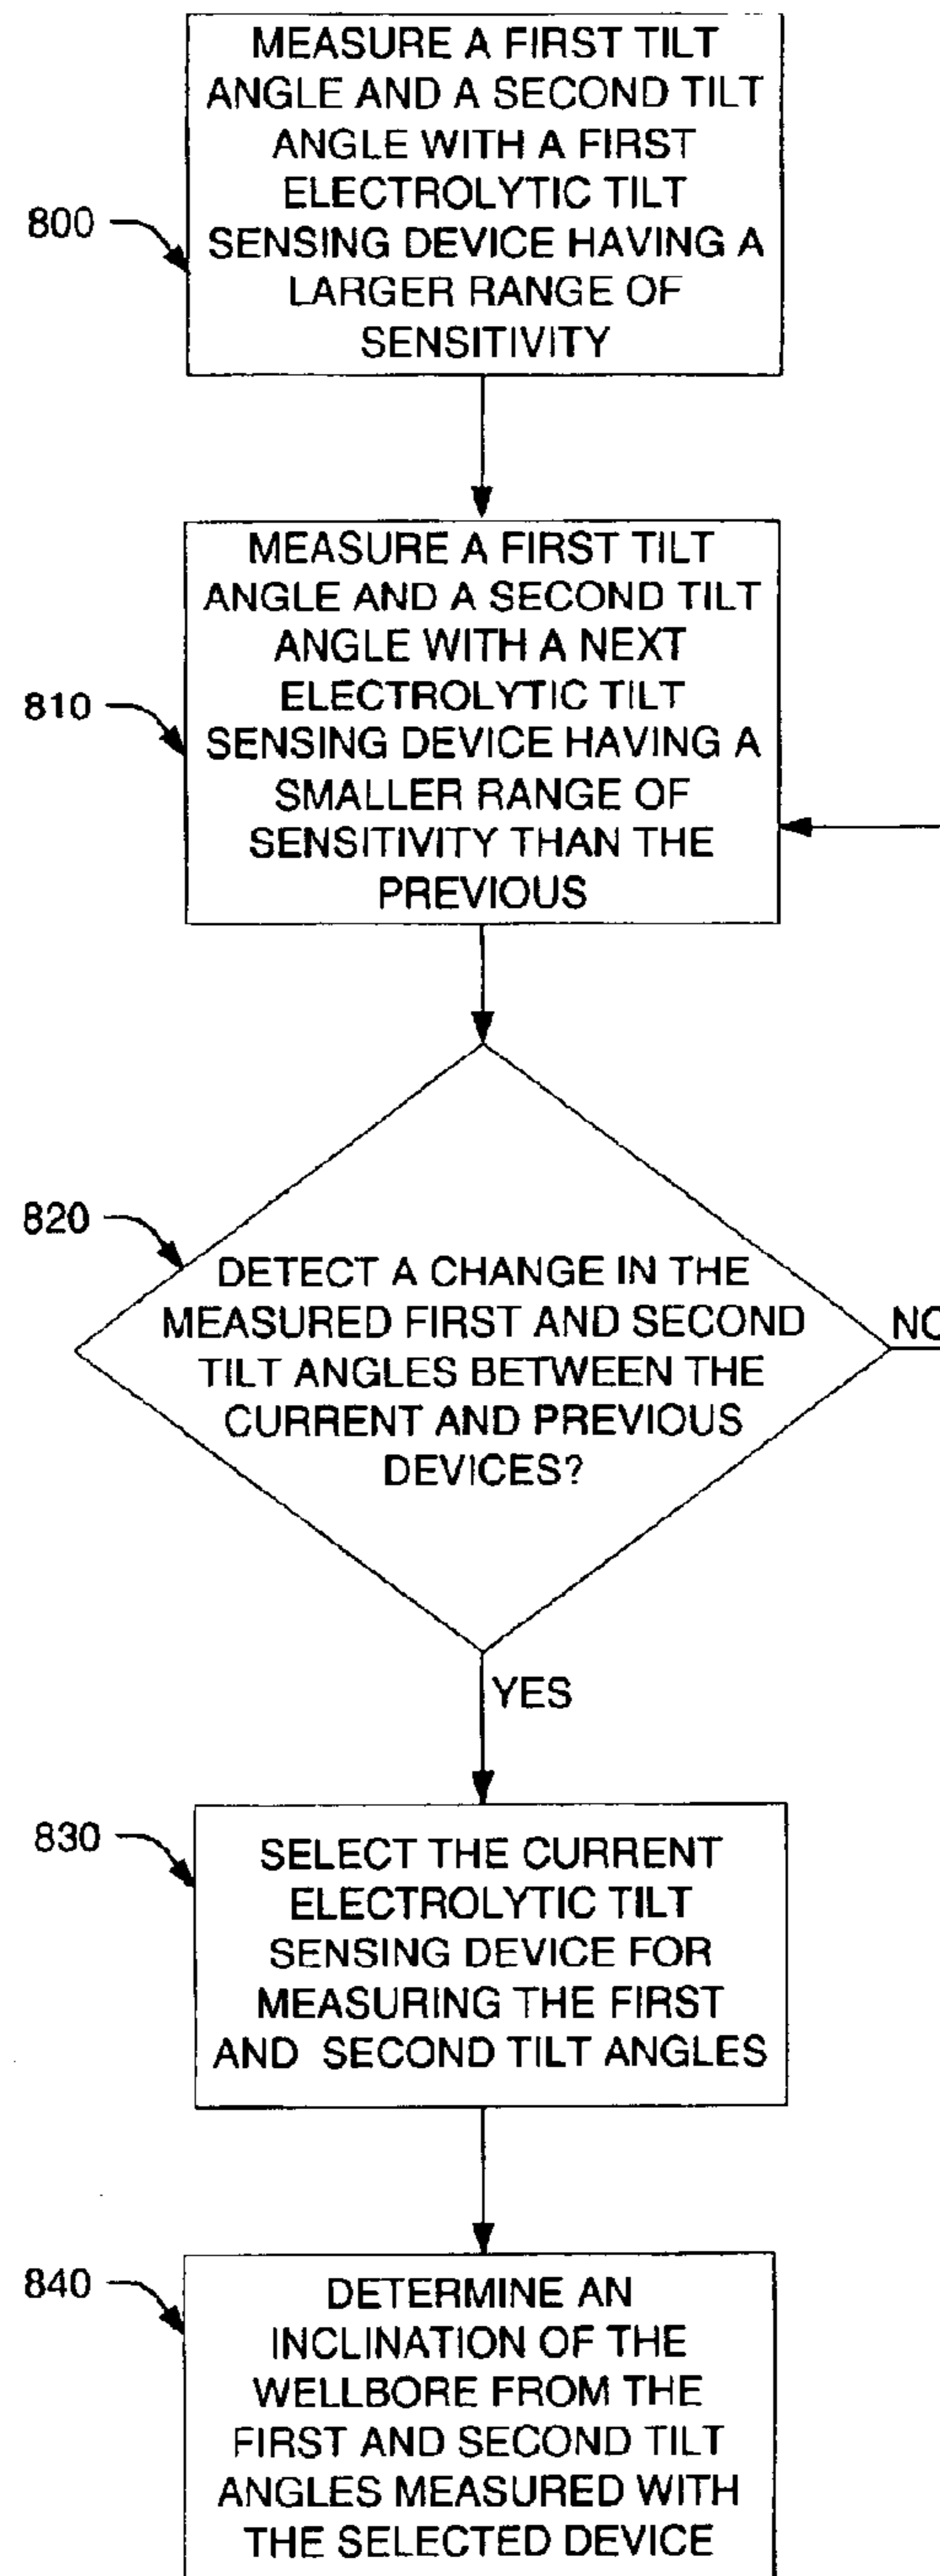 MEASURE A FIRST TILT
ANGLE AND A SECOND TILT
ANGLE WITH A FIRST
ELECTROLYTIC TILT
SENSING DEVICE HAVING A
LARGER RANGE OF
SENSITIVITY
800
MEASURE A FIRST TILT
ANGLE AND A SECOND TILT
ANGLE WITH A NEXT
ELECTROLYTIC TILT
SENSING DEVICE HAVING A
SMALLER RANGE OF
SENSITIVITY THAN THE
PREVIOUS
810
820
DETECT A CHANGE IN THE
MEASURED FIRST AND SECOND
TILT ANGLES BETWEEN THE
CURRENT AND PREVIOUS
DEVICES?
NO
YES
830
SELECT THE CURRENT
ELECTROLYTIC TILT
SENSING DEVICE FOR
MEASURING THE FIRST
AND SECOND TILT ANGLES
840
DETERMINE AN
INCLINATION OF THE
WELLBORE FROM THE
FIRST AND SECOND TILT
ANGLES MEASURED WITH
THE SELECTED DEVICE